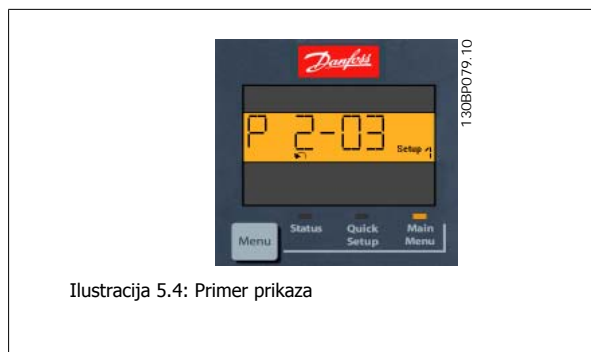 Danfoss
130BP079.10
P 2-03
Setup 1
Menu
Status
Quick Setup
Main Menu
Ilustracija 5.4: Primer prikaza